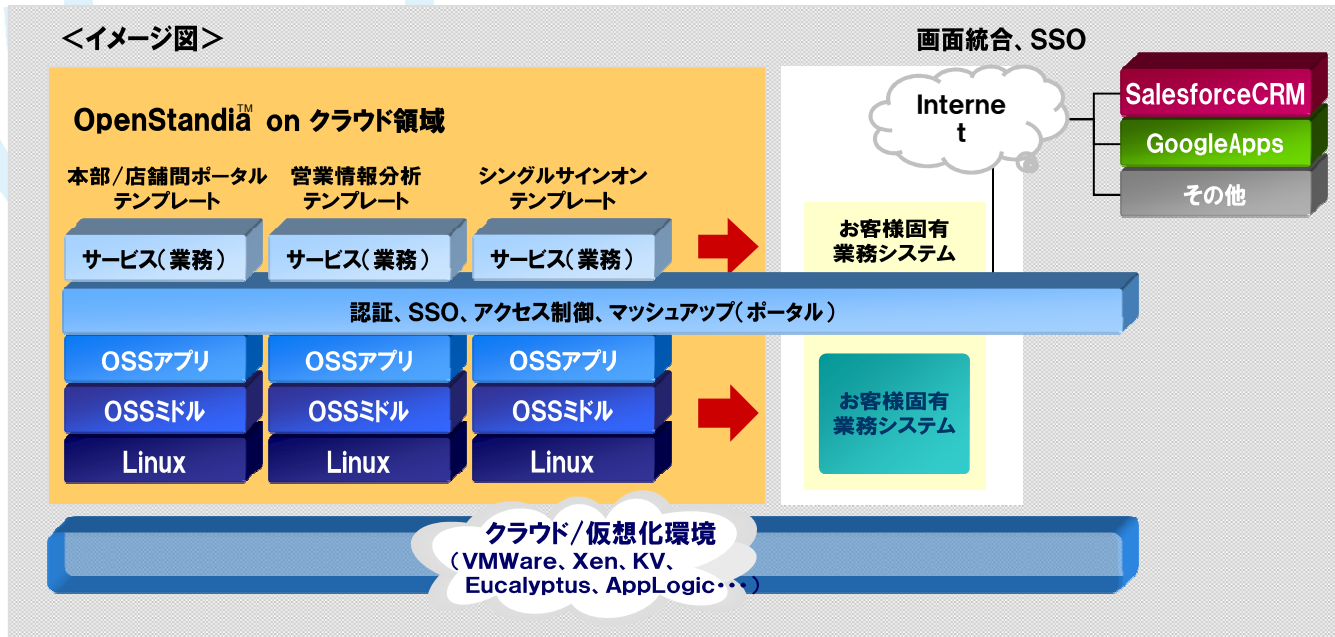 ＜イメージ図＞
画面統合、SSO
OpenStandia™ on クラウド領域
Interne
t
SalesforceCRM
GoogleApps
その他
本部/店舗間ポータル
テンプレート
営業情報分析
テンプレート
シングルサインオン
テンプレート
サービス（業務）
サービス（業務）
サービス（業務）
お客様固有
業務システム
認証、SSO、アクセス制御、マッシュアップ（ポータル）
OSSアプリ
OSSアプリ
OSSアプリ
OSSミドル
OSSミドル
OSSミドル
Linux
Linux
Linux
お客様固有
業務システム
クラウド/仮想化環境
（VMWare、Xen、KV、
Eucalyptus、AppLogic・・・）